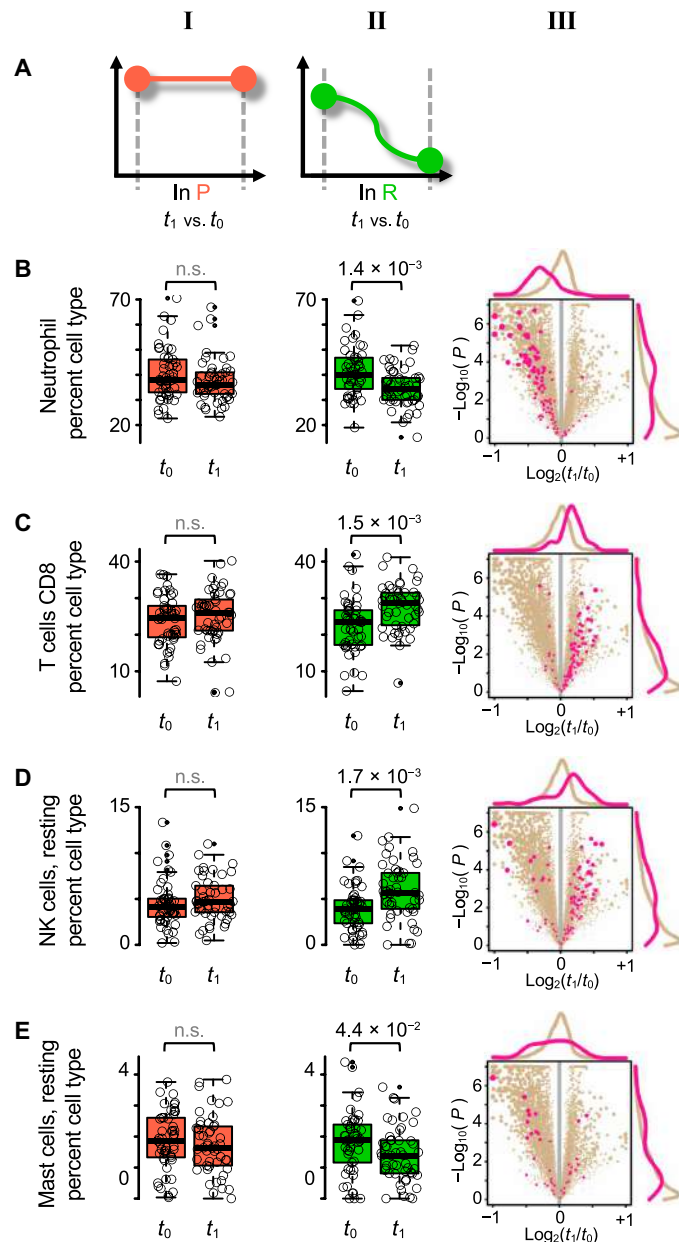 I II III
A
In P In R
t1 vs. t0 t1 vs. t0
B
Neutrophil
percent cell type
70
20
n.s.
t0 t1
70
20
1.4 × 10−3
t0 t1
−Log10(P)
6
4
2
0
−1 0 +1
Log2(t1/t0)
C
T cells CD8
percent cell type
40
10
n.s.
t0 t1
40
10
1.5 × 10−3
t0 t1
−Log10(P)
6
4
2
0
−1 0 +1
Log2(t1/t0)
D
NK cells, resting
percent cell type
15
0
n.s.
t0 t1
15
0
1.7 × 10−3
t0 t1
−Log10(P)
6
4
2
0
−1 0 +1
Log2(t1/t0)
E
Mast cells, resting
percent cell type
4
0
n.s.
t0 t1
4
0
4.4 × 10−2
t0 t1
−Log10(P)
6
4
2
0
−1 0 +1
Log2(t1/t0)